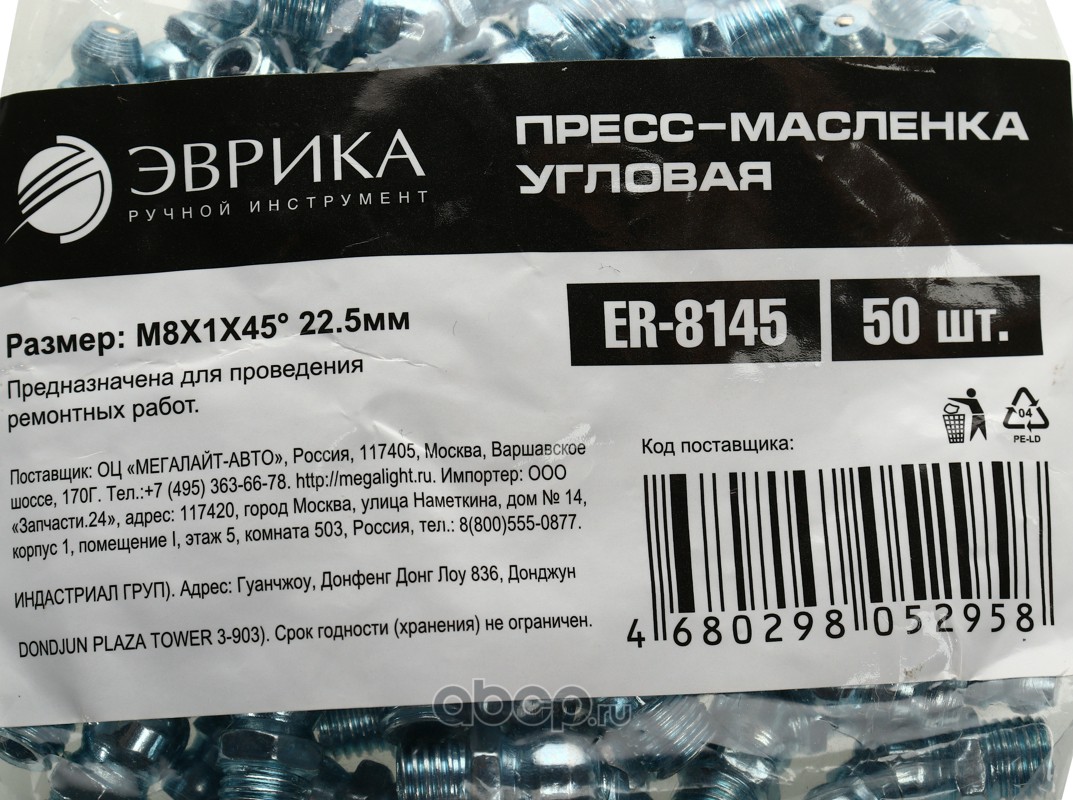 ЭВРИКА
РУЧНОЙ ИНСТРУМЕНТ
ПРЕСС-МАСЛЕНКА
УГЛОВАЯ
Размер: М8Х1Х45° 22.5мм
Предназначена для проведения
ремонтных работ.
ER-8145
50 шт.
04
PE-LD
Поставщик: ОЦ «МЕГАЛАЙТ-АВТО», Россия, 117405, Москва, Варшавское
шоссе, 170Г. Тел.:+7 (495) 363-66-78. http://megalight.ru. Импортер: ООО
«Запчасти.24», адрес: 117420, город Москва, улица Наметкина, дом № 14,
корпус 1, помещение I, этаж 5, комната 503, Россия, тел.: 8(800)555-0877.
ИНДАСТРИАЛ ГРУП). Адрес: Гуанчжоу, Донфенг Донг Лоу 836, Донджун
DONDJUN PLAZA TOWER 3-903). Срок годности (хранения) не ограничен.
Код поставщика:
4 680298 052958
abcp.ru